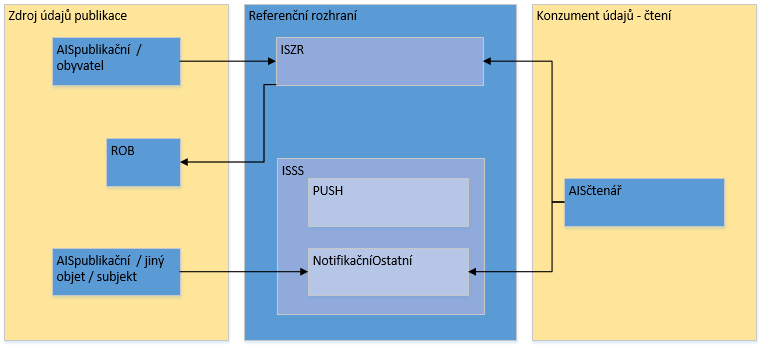 Zdroj údajů publikace
AISpublikační / 
obyvatel
ROB
AISpublikační / jiný
objet / subjekt
Referenční rozhraní
ISZR
ISSS
PUSH
NotifikačníOstatní
Konzument údajů - čtení
AISčtenář